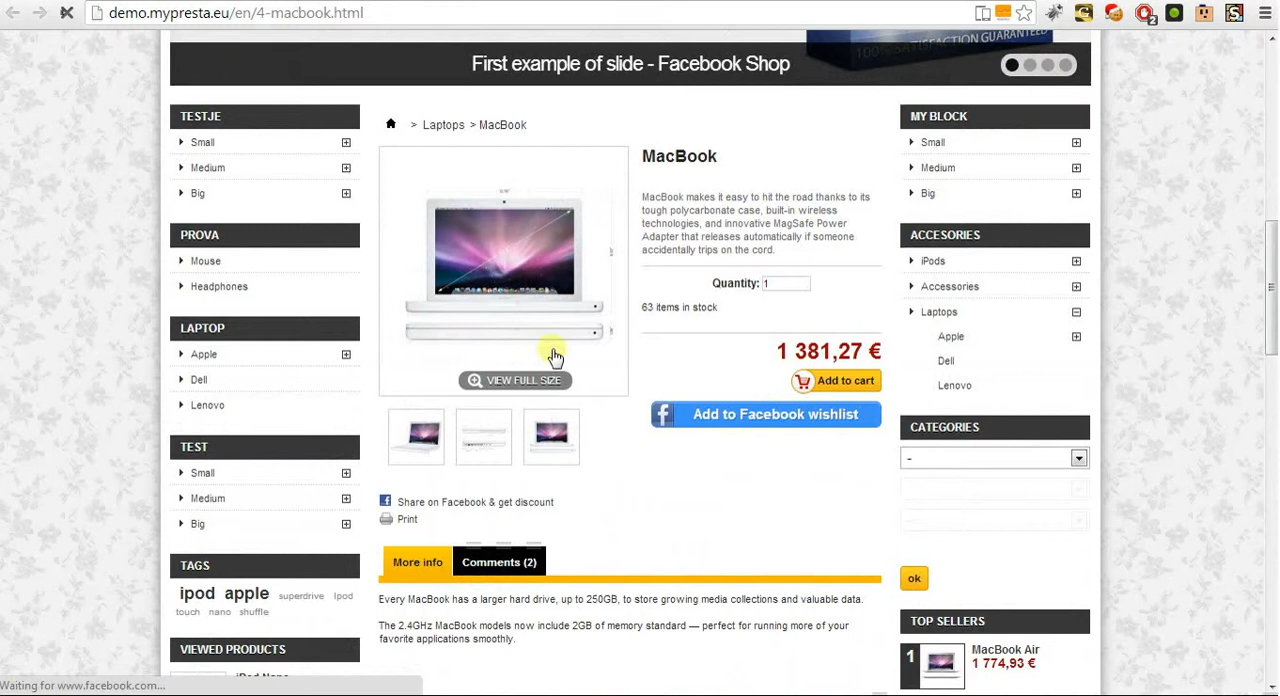 demo.mypresta.eu/en/4-macbook.html
2
100% SATISFACTION GUARANTEED
First example of slide - Facebook Shop
TESTJE
Small
Medium
Big
PROVA
Mouse
Headphones
LAPTOP
Apple
Dell
Lenovo
TEST
Small
Medium
Big
TAGS
ipod apple superdrive Ipod
touch nano shuffle
VIEWED PRODUCTS
iPod Nano
> Laptops > MacBook
VIEW FULL SIZE
Share on Facebook & get discount
Print
MacBook
MacBook makes it easy to hit the road thanks to its
tough polycarbonate case, built-in wireless
technologies, and innovative MagSafe Power
Adapter that releases automatically if someone
accidentally trips on the cord.
Quantity: 1
63 items in stock
1 381,27 €
Add to cart
Add to Facebook wishlist
More info
Comments (2)
Every MacBook has a larger hard drive, up to 250GB, to store growing media collections and valuable data.
The 2.4GHz MacBook models now include 2GB of memory standard — perfect for running more of your
favorite applications smoothly.
MY BLOCK
Small
Medium
Big
ACCESORIES
iPods
Accessories
Laptops
Apple
Dell
Lenovo
CATEGORIES
-
ok
TOP SELLERS
1
MacBook Air
1 774,93 €
Waiting for www.facebook.com...